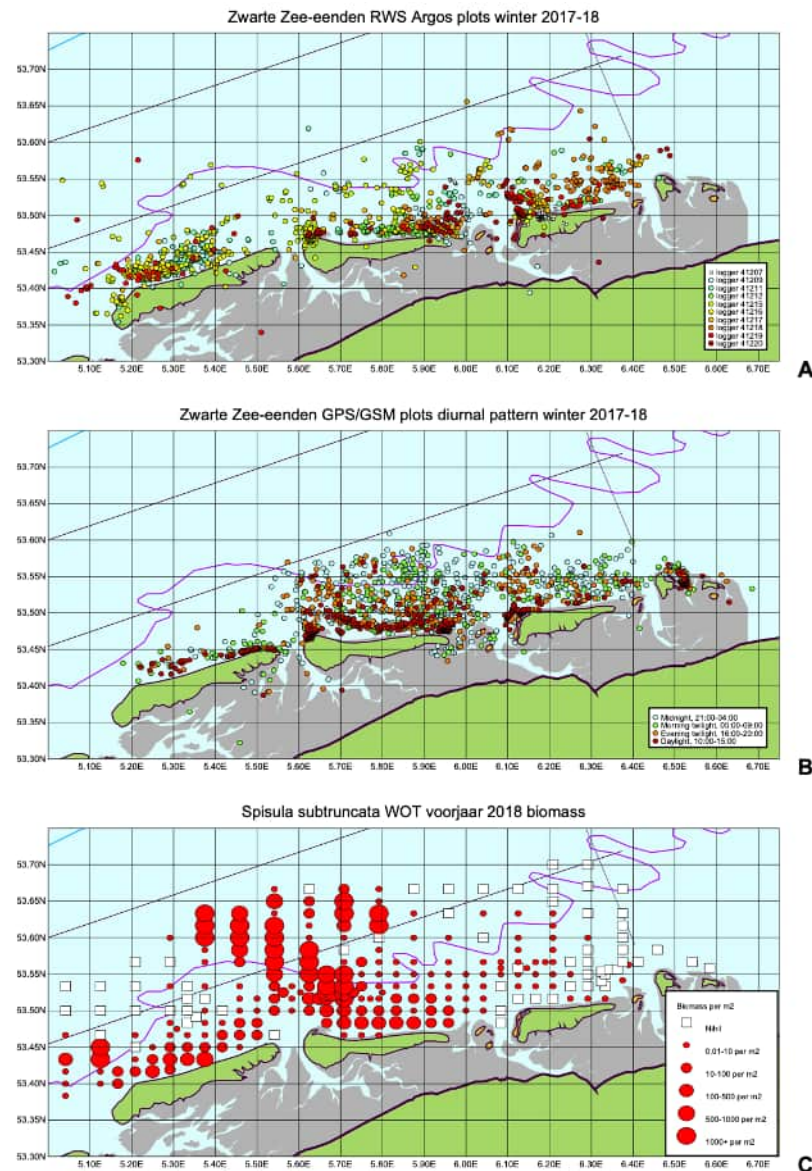 Zwarte Zee-eenden RWS Argos plots winter 2017-18
53.70N
53.65N
53.60N
53.55N
53.50N
53.45N
53.40N
53.35N
53.30N
logger 41207
logger 41209
logger 41211
logger 41212
logger 41215
logger 41216
logger 41217
logger 41218
logger 41219
logger 41220
5.10E 5.20E 5.30E 5.40E 5.50E 5.60E 5.70E 5.80E 5.90E 6.00E 6.10E 6.20E 6.30E 6.40E 6.50E 6.60E 6.70E
A
Zwarte Zee-eenden GPS/GSM plots diurnal pattern winter 2017-18
53.70N
53.65N
53.60N
53.55N
53.50N
53.45N
53.40N
53.35N
53.30N
Midnight, 21:00-04:00
Morning twilight, 05:00-09:00
Evening twilight, 16:00-20:00
Daylight, 10:00-15:00
5.10E 5.20E 5.30E 5.40E 5.50E 5.60E 5.70E 5.80E 5.90E 6.00E 6.10E 6.20E 6.30E 6.40E 6.50E 6.60E 6.70E
B
Spisula subtruncata WOT voorjaar 2018 biomass
53.70N
53.65N
53.60N
53.55N
53.50N
53.45N
53.40N
53.35N
53.30N
Biomass per m2
Nihil
0,01-10 per m2
10-100 per m2
100-500 per m2
500-1000 per m2
1000+ per m2
5.10E 5.20E 5.30E 5.40E 5.50E 5.60E 5.70E 5.80E 5.90E 6.00E 6.10E 6.20E 6.30E 6.40E 6.50E 6.60E 6.70E
C